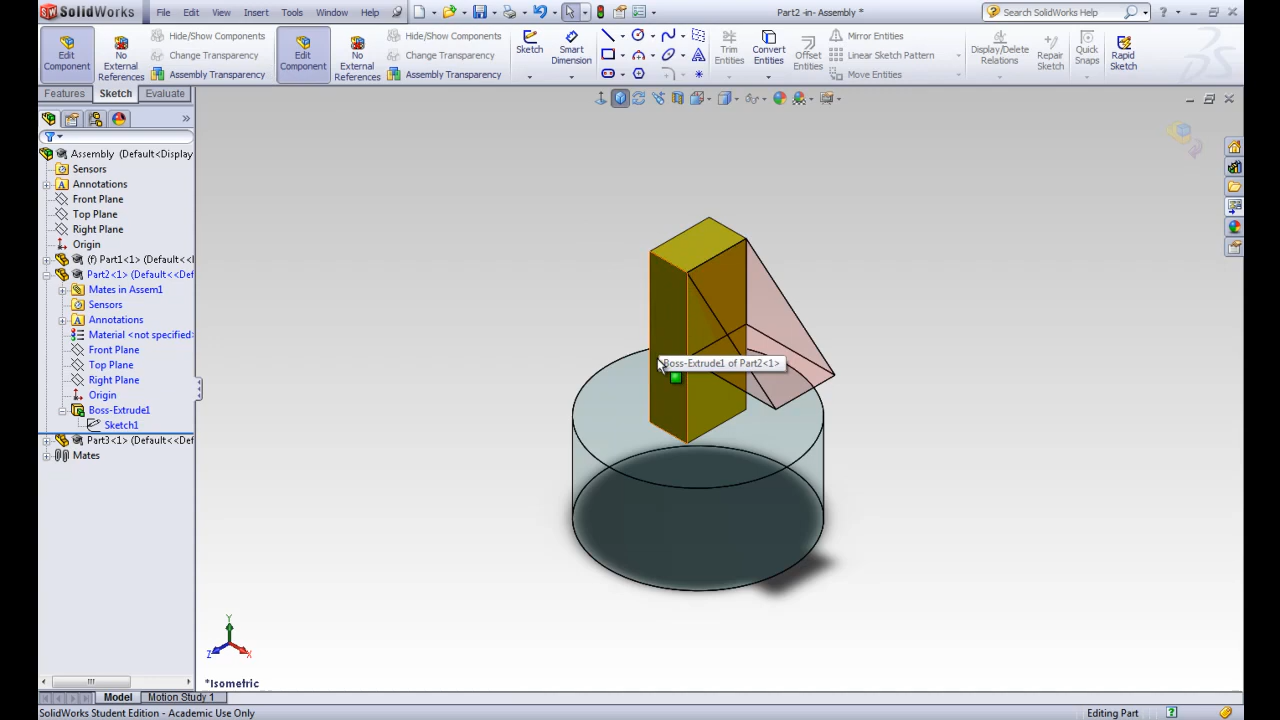 SolidWorks File Edit View Insert Tools Window Help Part2 -in- Assembly * Search SolidWorks Help
Edit Component No External References Hide/Show Components Change Transparency Assembly Transparency Edit Component No External References Hide/Show Components Change Transparency Assembly Transparency Sketch Smart Dimension Trim Entities Convert Entities Offset Entities Mirror Entities Linear Sketch Pattern Move Entities Display/Delete Relations Repair Sketch Quick Snaps Rapid Sketch
Features Sketch Evaluate
Assembly (Default<Display
Sensors
Annotations
Front Plane
Top Plane
Right Plane
Origin
(f) Part1<1> (Default<<
Part2<1> (Default<<Def
Mates in Assem1
Sensors
Annotations
Material <not specified>
Front Plane
Top Plane
Right Plane
Origin
Boss-Extrude1
Sketch1
Part3<1> (Default<<Def
Mates
Boss-Extrude1 of Part2<1>
Y
Z X
*Isometric
Model Motion Study 1
SolidWorks Student Edition - Academic Use Only Editing Part